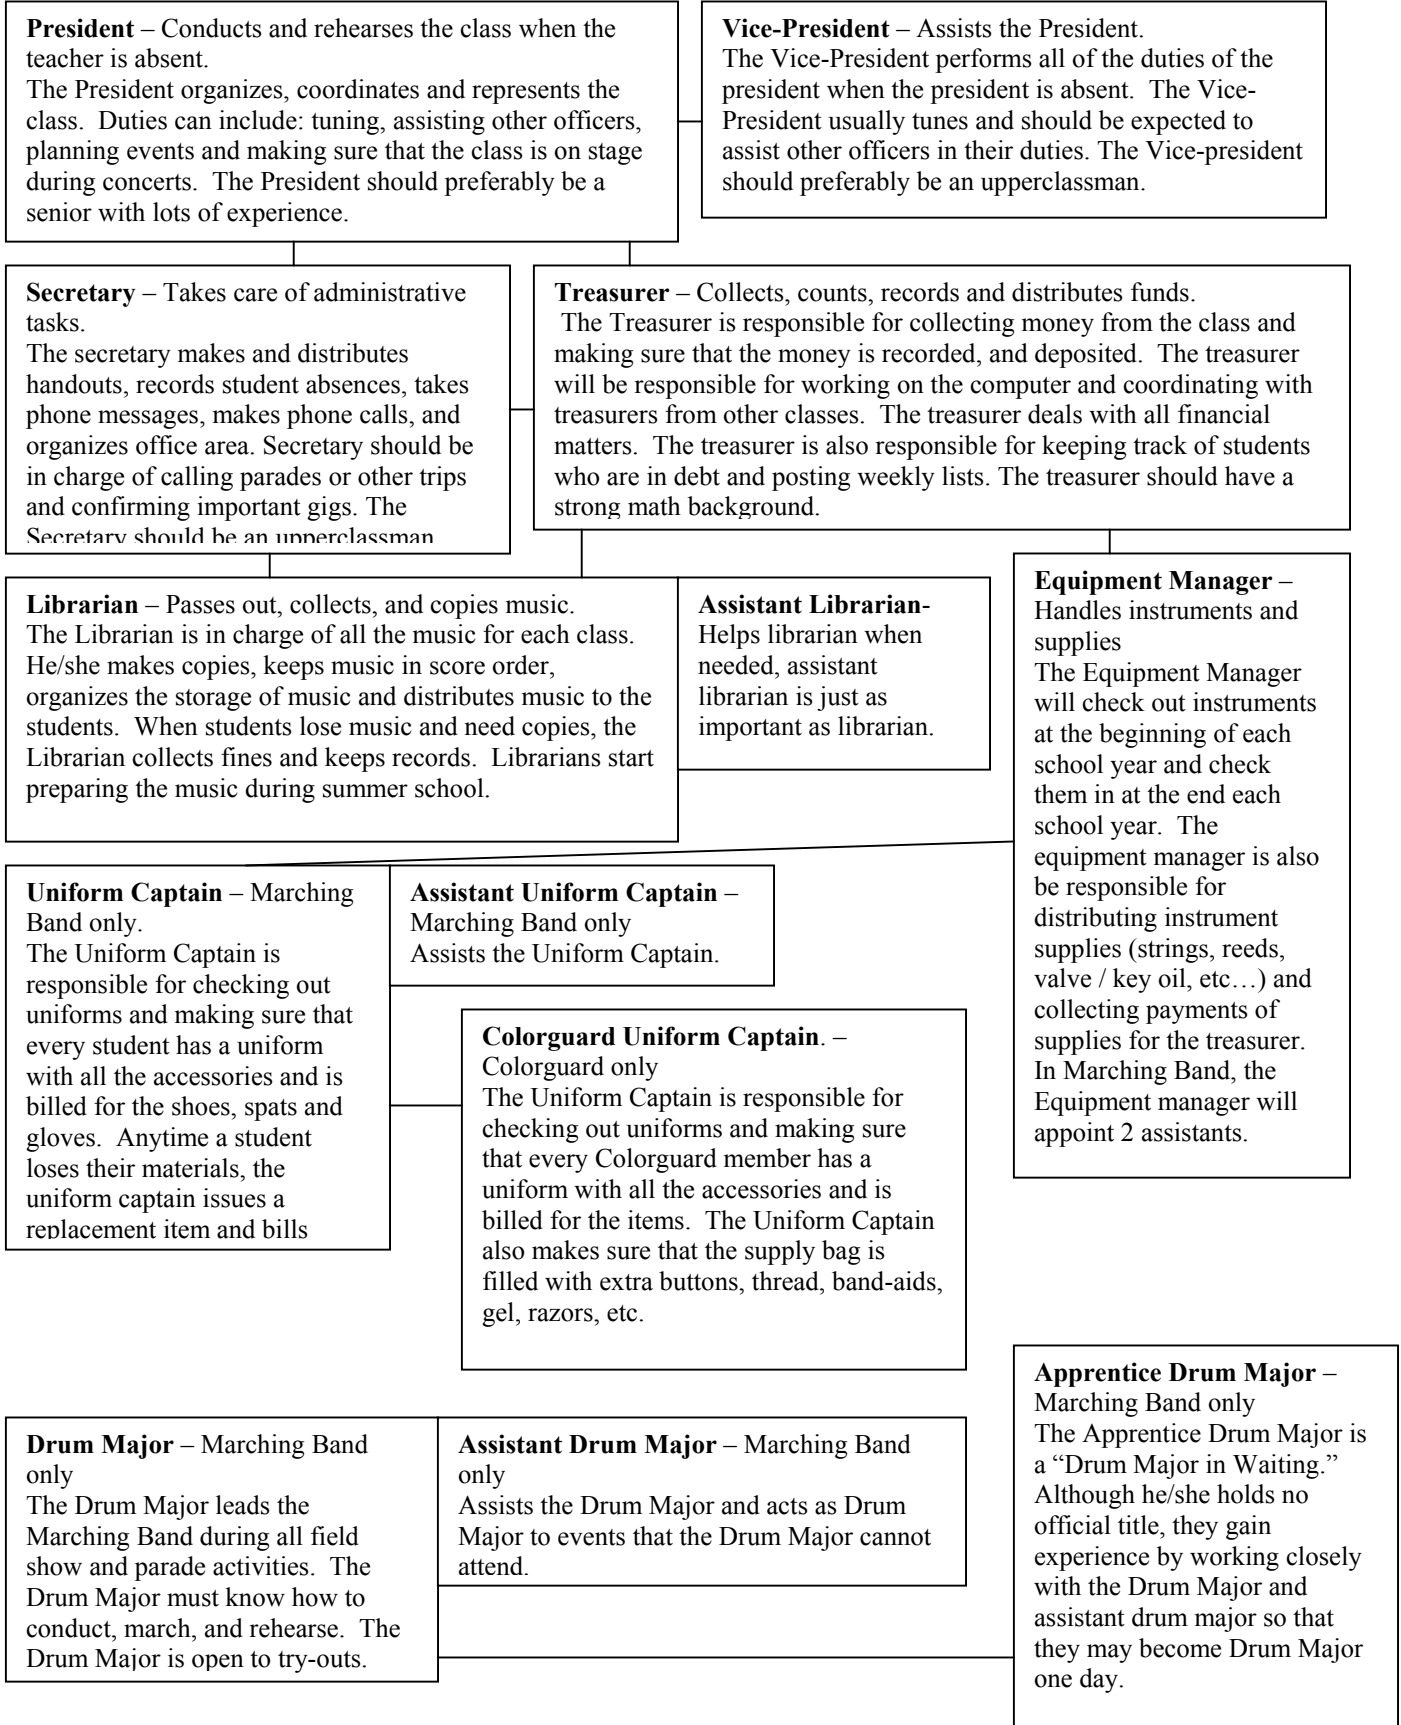 President – Conducts and rehearses the class when the
teacher is absent.
The President organizes, coordinates and represents the
class.  Duties can include: tuning, assisting other officers,
planning events and making sure that the class is on stage
during concerts.  The President should preferably be a
senior with lots of experience.
Vice-President – Assists the President.
The Vice-President performs all of the duties of the
president when the president is absent.  The Vice-
President usually tunes and should be expected to
assist other officers in their duties. The Vice-president
should preferably be an upperclassman.
Secretary – Takes care of administrative
tasks.
The secretary makes and distributes
handouts, records student absences, takes
phone messages, makes phone calls, and
organizes office area. Secretary should be
in charge of calling parades or other trips
and confirming important gigs. The
Secretary should be an upperclassman
Treasurer – Collects, counts, records and distributes funds.
The Treasurer is responsible for collecting money from the class and
making sure that the money is recorded, and deposited.  The treasurer
will be responsible for working on the computer and coordinating with
treasurers from other classes.  The treasurer deals with all financial
matters.  The treasurer is also responsible for keeping track of students
who are in debt and posting weekly lists. The treasurer should have a
strong math background.
Librarian – Passes out, collects, and copies music.
The Librarian is in charge of all the music for each class.
He/she makes copies, keeps music in score order,
organizes the storage of music and distributes music to the
students.  When students lose music and need copies, the
Librarian collects fines and keeps records.  Librarians start
preparing the music during summer school.
Assistant Librarian-
Helps librarian when
needed, assistant
librarian is just as
important as librarian.
Equipment Manager –
Handles instruments and
supplies
The Equipment Manager
will check out instruments
at the beginning of each
school year and check
them in at the end each
school year.  The
equipment manager is also
be responsible for
distributing instrument
supplies (strings, reeds,
valve / key oil, etc…) and
collecting payments of
supplies for the treasurer.
In Marching Band, the
Equipment manager will
appoint 2 assistants.
Uniform Captain – Marching
Band only.
The Uniform Captain is
responsible for checking out
uniforms and making sure that
every student has a uniform
with all the accessories and is
billed for the shoes, spats and
gloves.  Anytime a student
loses their materials, the
uniform captain issues a
replacement item and bills
Assistant Uniform Captain –
Marching Band only
Assists the Uniform Captain.
Colorguard Uniform Captain. –
Colorguard only
The Uniform Captain is responsible for
checking out uniforms and making sure
that every Colorguard member has a
uniform with all the accessories and is
billed for the items.  The Uniform Captain
also makes sure that the supply bag is
filled with extra buttons, thread, band-aids,
gel, razors, etc.
Drum Major – Marching Band
only
The Drum Major leads the
Marching Band during all field
show and parade activities.  The
Drum Major must know how to
conduct, march, and rehearse.  The
Drum Major is open to try-outs.
Assistant Drum Major – Marching Band
only
Assists the Drum Major and acts as Drum
Major to events that the Drum Major cannot
attend.
Apprentice Drum Major –
Marching Band only
The Apprentice Drum Major is
a “Drum Major in Waiting.”
Although he/she holds no
official title, they gain
experience by working closely
with the Drum Major and
assistant drum major so that
they may become Drum Major
one day.